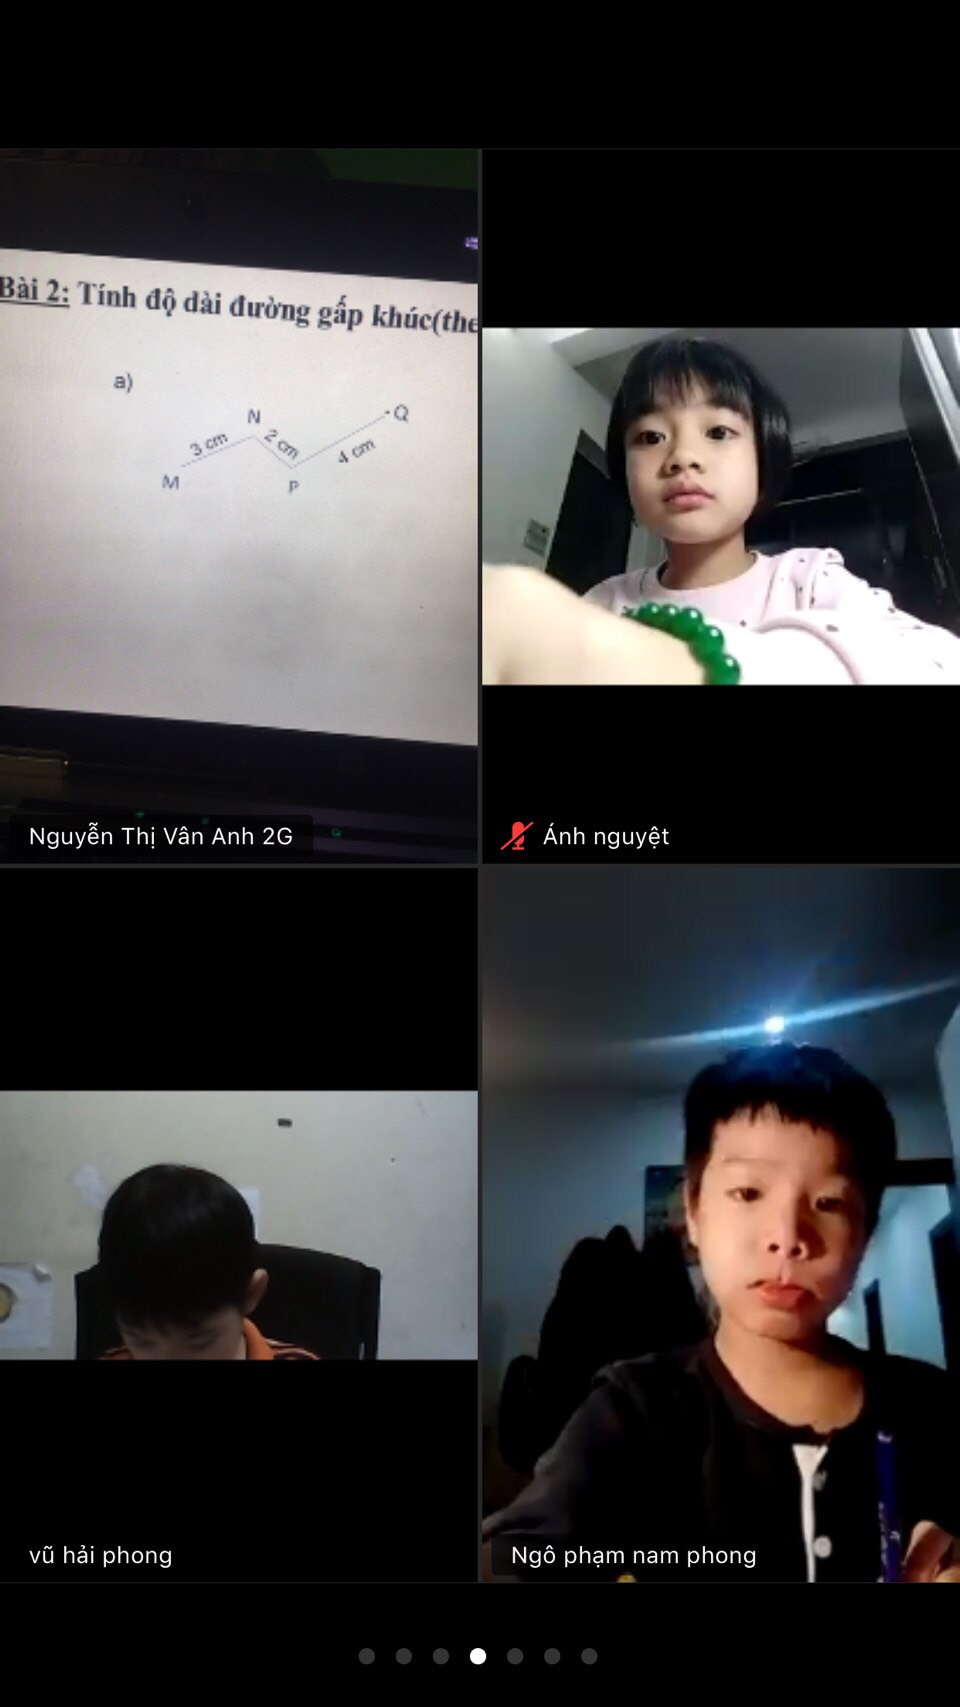 Bài 2: Tính độ dài đường gấp khúc(the
a)
N
Q
3 cm
2 cm
4 cm
M
P
Nguyễn Thị Vân Anh 2G
Ánh nguyệt
vũ hải phong
Ngô phạm nam phong